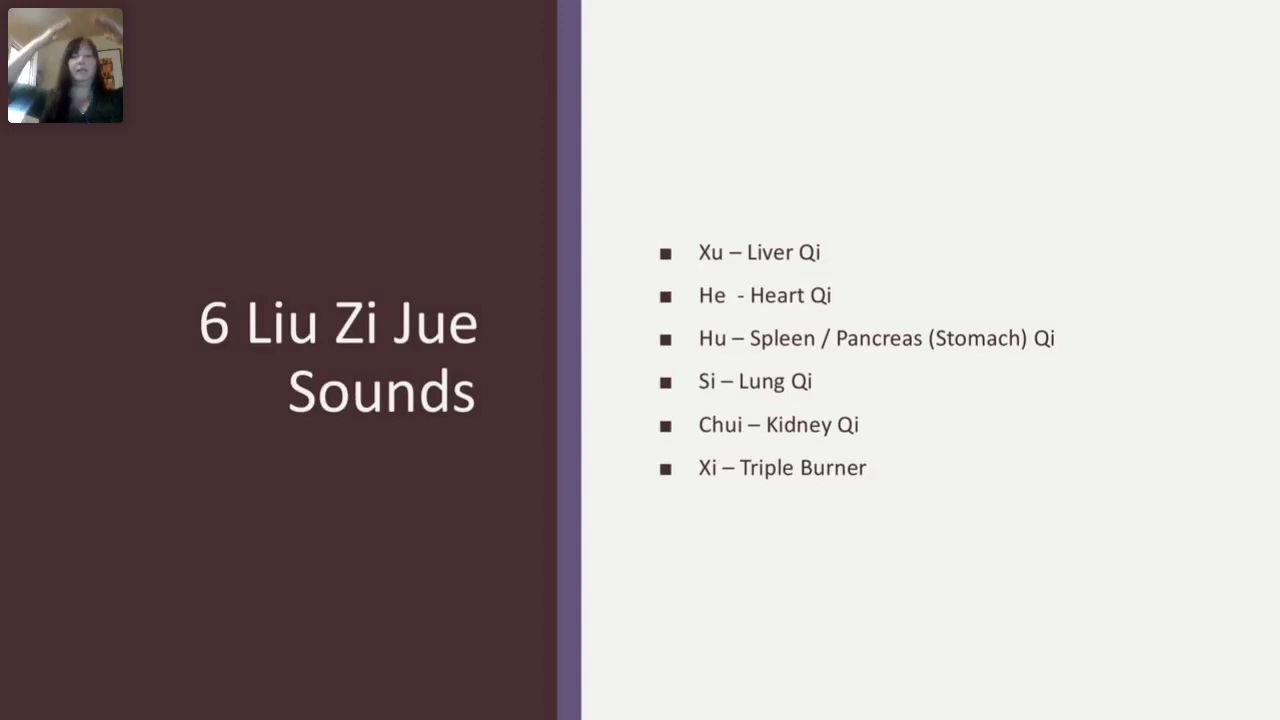 6 Liu Zi Jue
Sounds
■ Xu – Liver Qi
■ He - Heart Qi
■ Hu – Spleen / Pancreas (Stomach) Qi
■ Si – Lung Qi
■ Chui – Kidney Qi
■ Xi – Triple Burner